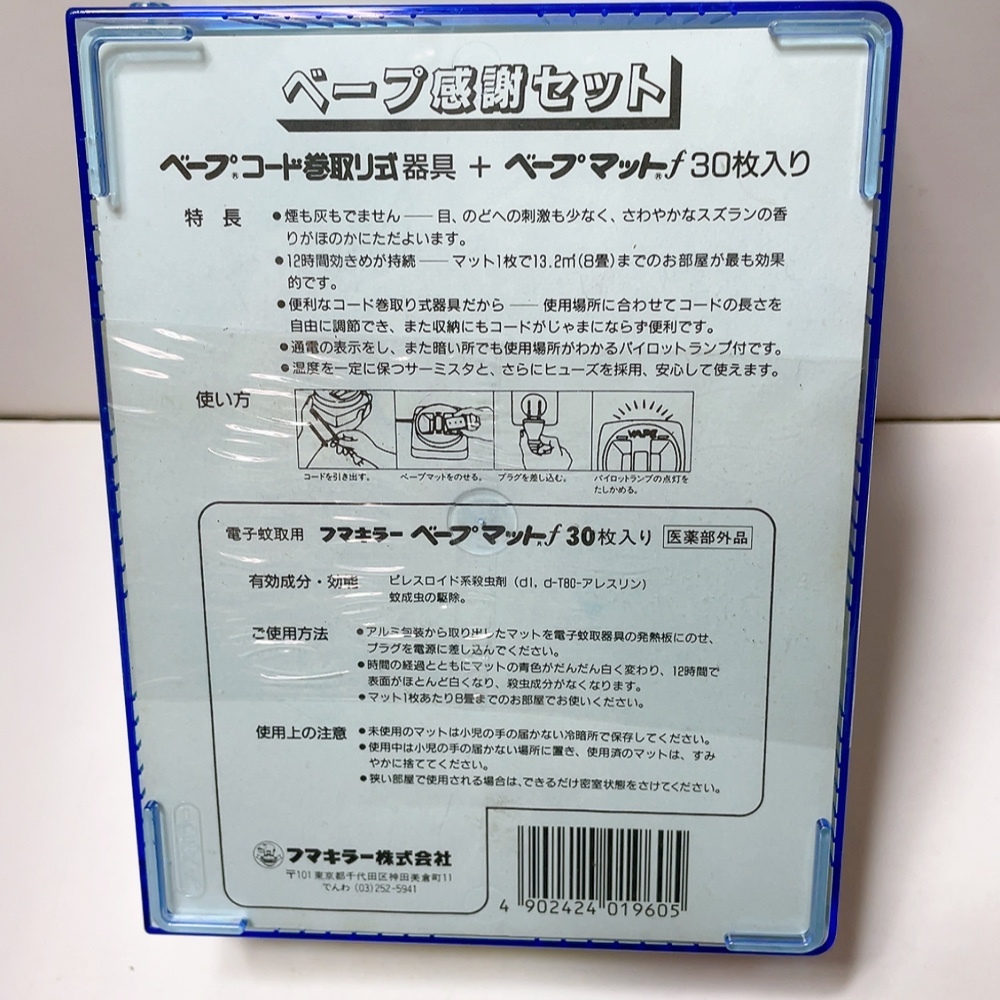 ベープ感謝セット
ベープ®コード巻取リ式器具 + ベープマット®f 30枚入り
特長 ●煙も灰もでません── 目、のどへの刺激も少なく、さわやかなスズランの香
りがほのかにただよいます。
●12時間効きめが持続── マット1枚で13.2㎡(8畳)までのお部屋が最も効果
的です。
●便利なコード巻取り式器具だから── 使用場所に合わせてコードの長さを
自由に調節でき、また収納にもコードがじゃまにならず便利です。
●通電の表示をし、また暗い所でも使用場所がわかるパイロットランプ付です。
●温度を一定に保つサーミスタと、さらにヒューズを採用、安心して使えます。
使い方
VAPE
コードを引き出す。 ベープマットをのせる。 プラグを差し込む。 パイロットランプの点灯を
たしかめる。
電子蚊取用 フマキラー ベープマット®f 30枚入り 医薬部外品
有効成分・効能 ピレスロイド系殺虫剤(dl, d-T80-アレスリン)
蚊成虫の駆除。
ご使用方法 ●アルミ包装から取り出したマットを電子蚊取器具の発熱板にのせ、
プラグを電源に差し込んでください。
●時間の経過とともにマットの青色がだんだん白く変わり、12時間で
表面がほとんど白くなり、殺虫成分がなくなります。
●マット1枚あたり8畳までのお部屋でお使いください。
使用上の注意 ●未使用のマットは小児の手の届かない冷暗所で保存してください。
●使用中は小児の手の届かない場所に置き、使用済のマットは、すみ
やかに捨ててください。
●狭い部屋で使用される場合は、できるだけ密室状態をさけてください。
フマキラー株式会社
〒101 東京都千代田区神田美倉町11
でんわ (03)252-5941
4 902424 019605